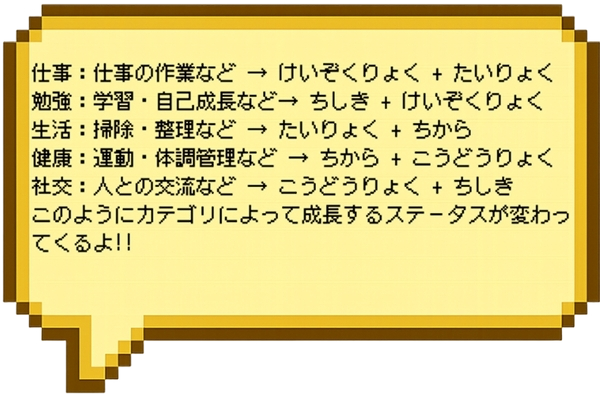 仕事：仕事の作業など → けいぞくりょく + たいりょく
勉強：学習・自己成長など→ ちしき + けいぞくりょく
生活：掃除・整理など → たいりょく + ちから
健康：運動・体調管理など → ちから + こうどうりょく
社交：人との交流など → こうどうりょく + ちしき
このようにカテゴリによって成長するステータスが変わっ
てくるよ!!